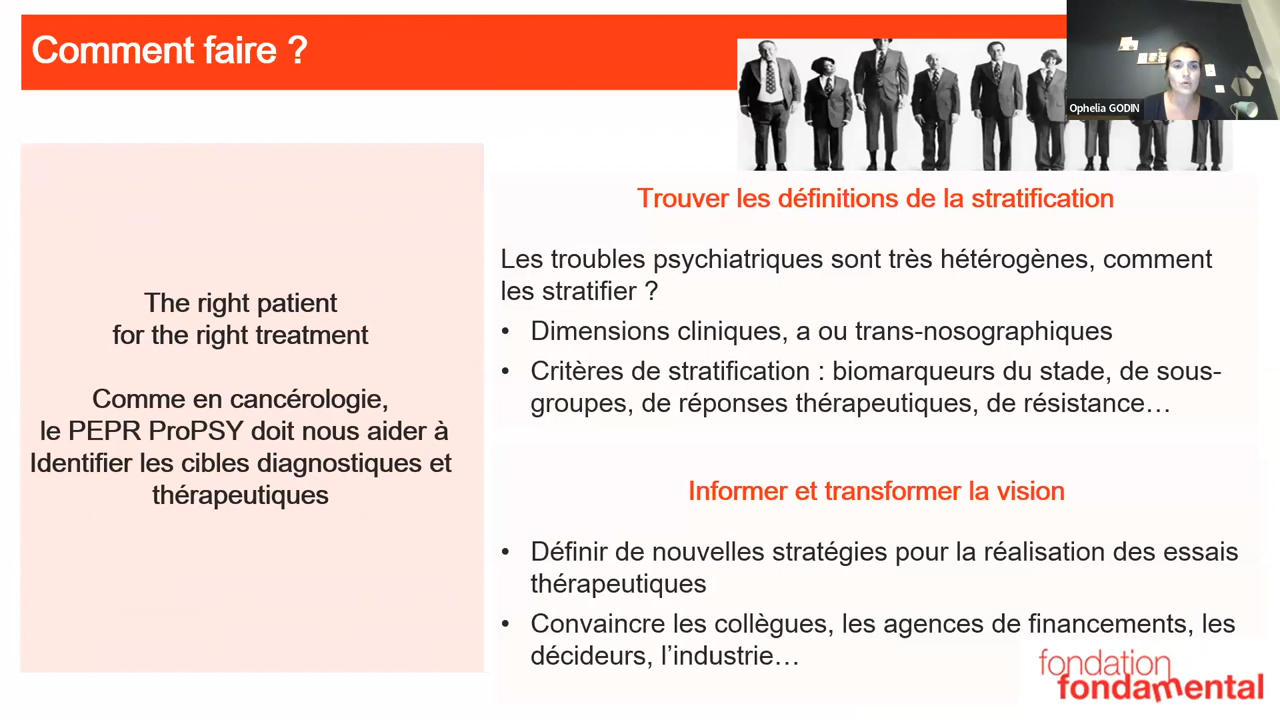 Comment faire ?
Ophelia GODIN
The right patient
for the right treatment
Comme en cancérologie,
le PEPR ProPSY doit nous aider à
Identifier les cibles diagnostiques et
thérapeutiques
Trouver les définitions de la stratification
Les troubles psychiatriques sont très hétérogènes, comment
les stratifier ?
• Dimensions cliniques, a ou trans-nosographiques
• Critères de stratification : biomarqueurs du stade, de sous-
groupes, de réponses thérapeutiques, de résistance…
Informer et transformer la vision
• Définir de nouvelles stratégies pour la réalisation des essais
thérapeutiques
• Convaincre les collègues, les agences de financements, les
décideurs, l’industrie…
fondation
fondamental